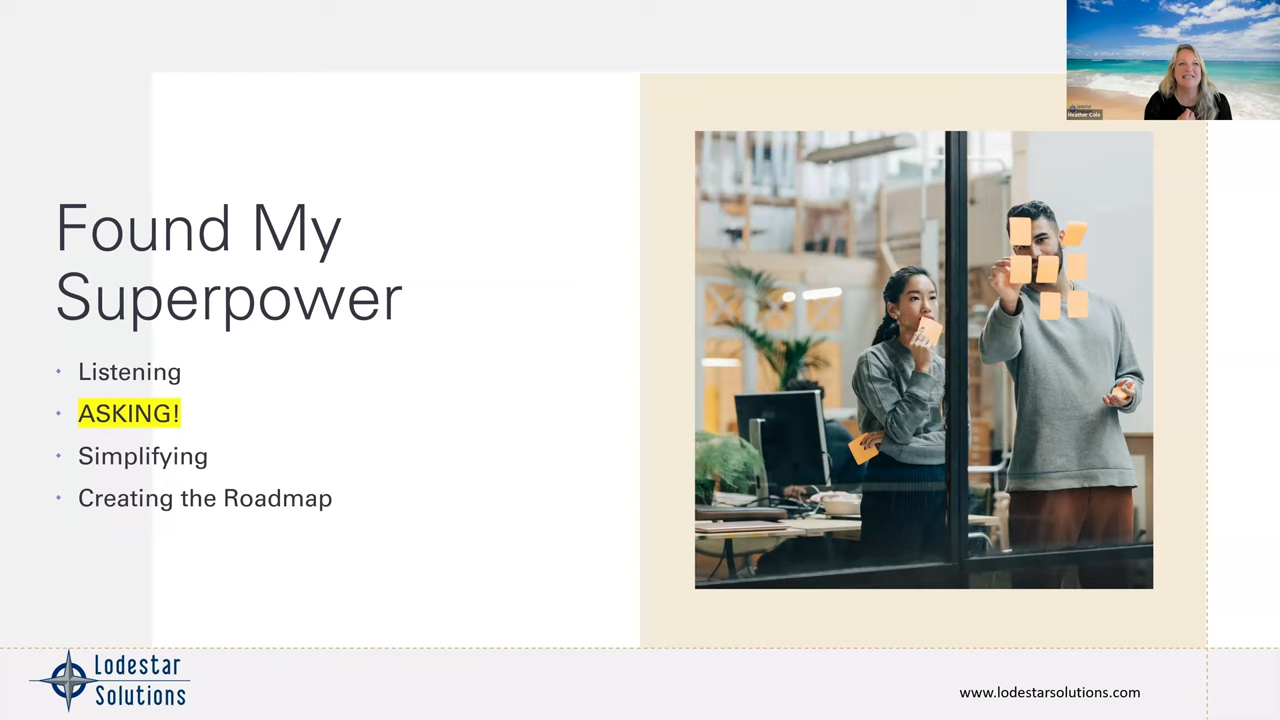 Heather Cole
Found My
Superpower
Listening
ASKING!
Simplifying
Creating the Roadmap
Lodestar
Solutions
www.lodestarsolutions.com